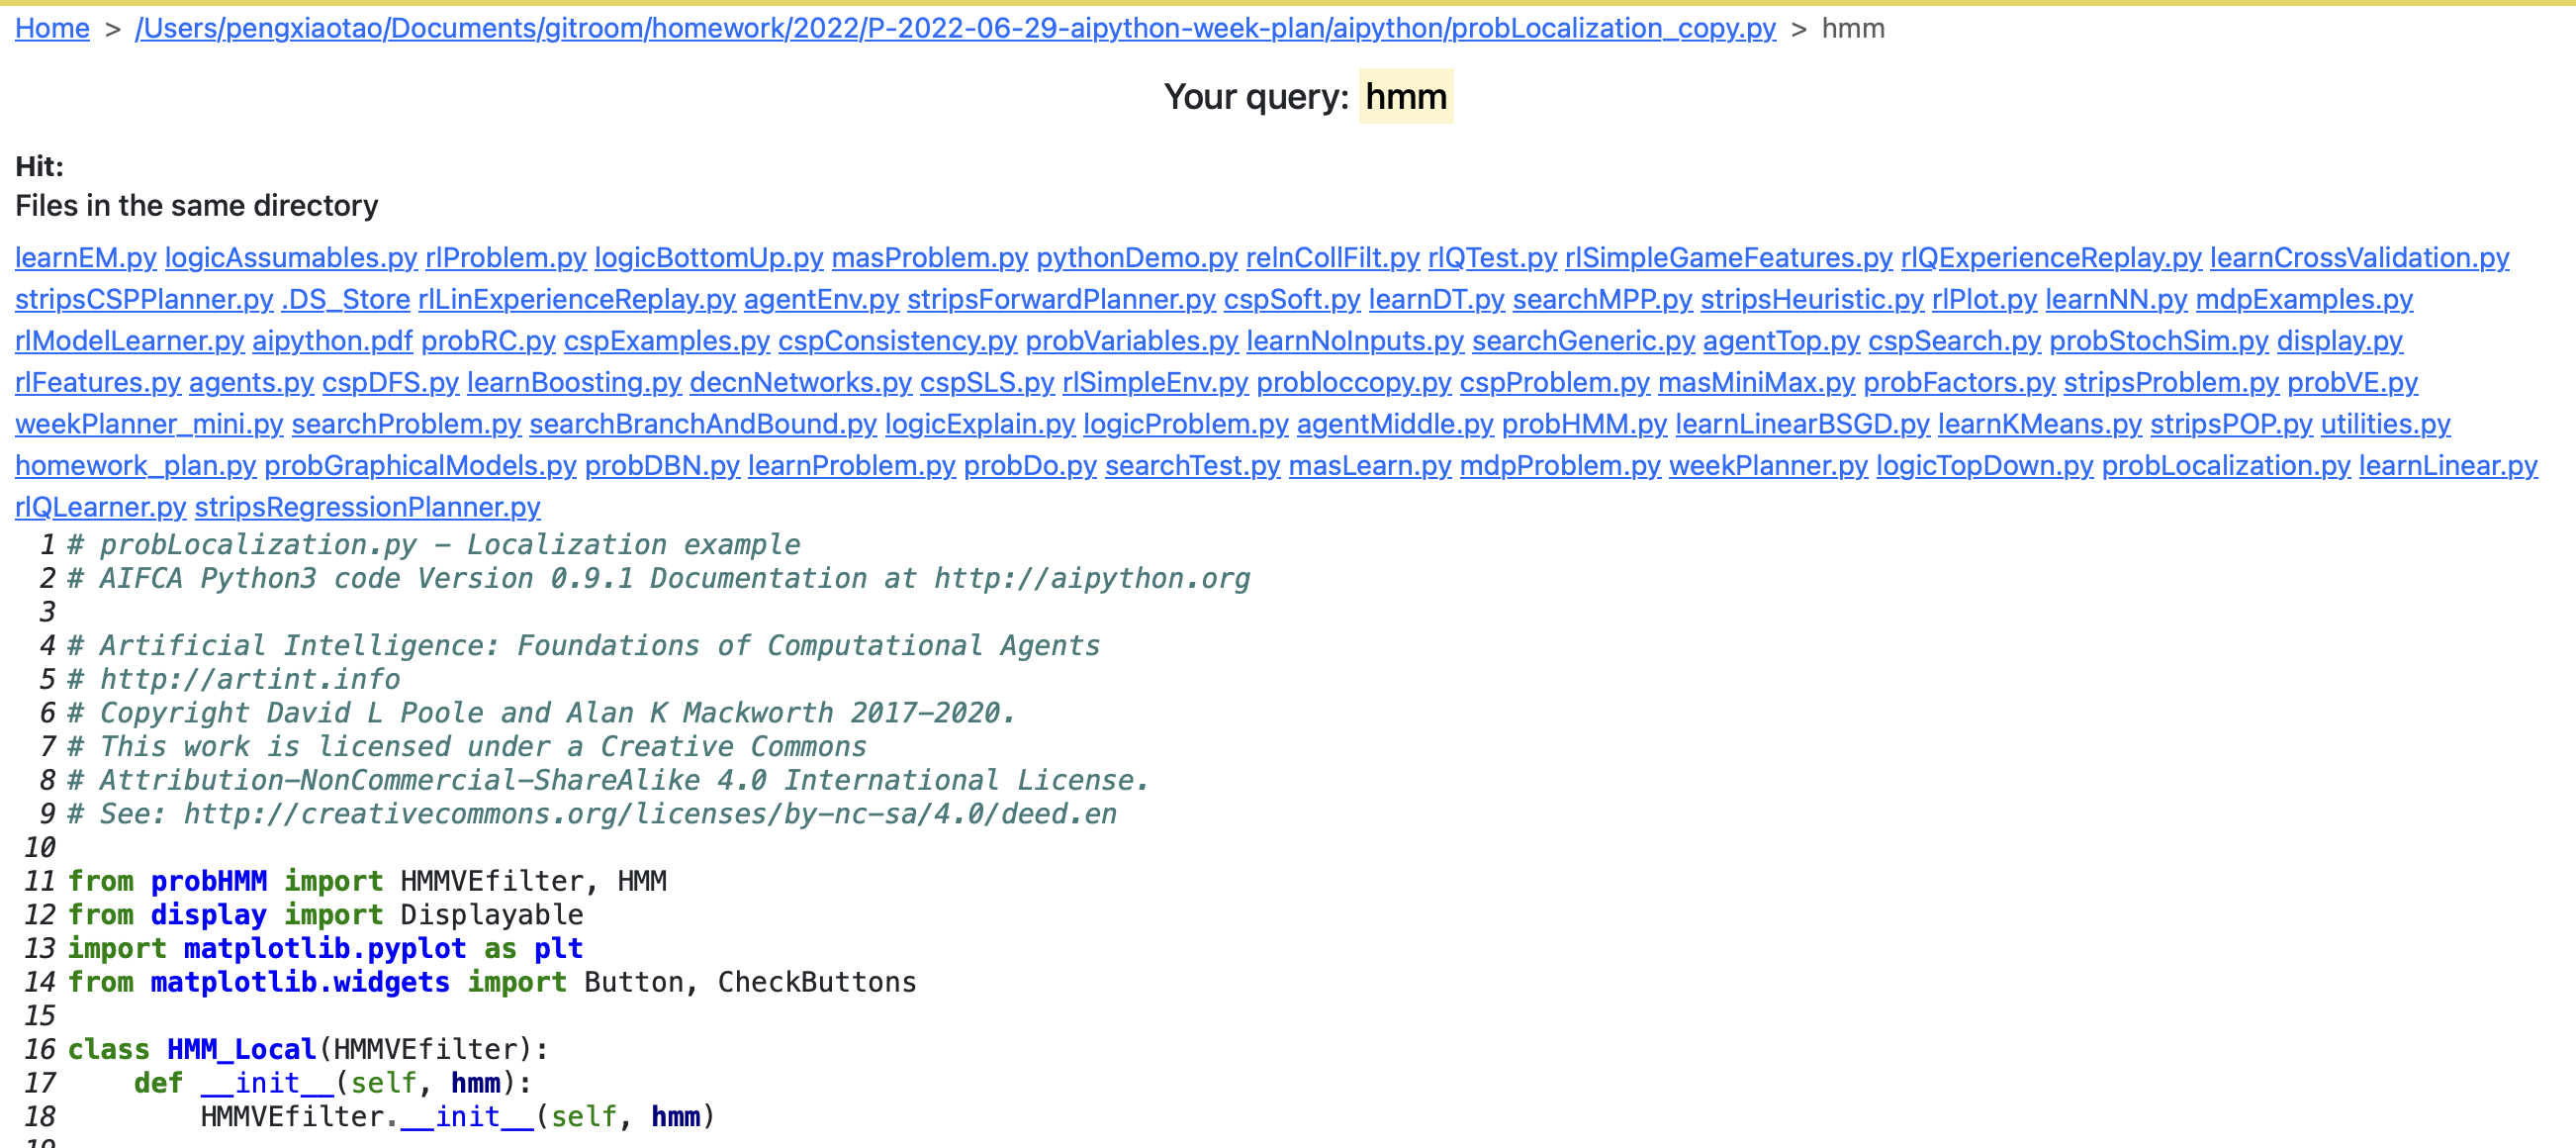 Home > /Users/pengxiaotao/Documents/gitroom/homework/2022/P-2022-06-29-aipython-week-plan/aipython/probLocalization_copy.py > hmm
Your query: hmm
Hit:
Files in the same directory
learnEM.py logicAssumables.py rlProblem.py logicBottomUp.py masProblem.py pythonDemo.py relnCollFilt.py rlQTest.py rlSimpleGameFeatures.py rlQExperienceReplay.py learnCrossValidation.py
stripsCSPPlanner.py .DS_Store rlLinExperienceReplay.py agentEnv.py stripsForwardPlanner.py cspSoft.py learnDT.py searchMPP.py stripsHeuristic.py rlPlot.py learnNN.py mdpExamples.py
rlModelLearner.py aipython.pdf probRC.py cspExamples.py cspConsistency.py probVariables.py learnNoInputs.py searchGeneric.py agentTop.py cspSearch.py probStochSim.py display.py
rlFeatures.py agents.py cspDFS.py learnBoosting.py decnNetworks.py cspSLS.py rlSimpleEnv.py probloccopy.py cspProblem.py masMiniMax.py probFactors.py stripsProblem.py probVE.py
weekPlanner_mini.py searchProblem.py searchBranchAndBound.py logicExplain.py logicProblem.py agentMiddle.py probHMM.py learnLinearBSGD.py learnKMeans.py stripsPOP.py utilities.py
homework_plan.py probGraphicalModels.py probDBN.py learnProblem.py probDo.py searchTest.py masLearn.py mdpProblem.py weekPlanner.py logicTopDown.py probLocalization.py learnLinear.py
rlQLearner.py stripsRegressionPlanner.py
1 # probLocalization.py - Localization example
2 # AIFCA Python3 code Version 0.9.1 Documentation at http://aipython.org
3
4 # Artificial Intelligence: Foundations of Computational Agents
5 # http://artint.info
6 # Copyright David L Poole and Alan K Mackworth 2017-2020.
7 # This work is licensed under a Creative Commons
8 # Attribution-NonCommercial-ShareAlike 4.0 International License.
9 # See: http://creativecommons.org/licenses/by-nc-sa/4.0/deed.en
10
11 from probHMM import HMMVEfilter, HMM
12 from display import Displayable
13 import matplotlib.pyplot as plt
14 from matplotlib.widgets import Button, CheckButtons
15
16 class HMM_Local(HMMVEfilter):
17     def __init__(self, hmm):
18         HMMVEfilter.__init__(self, hmm)
19